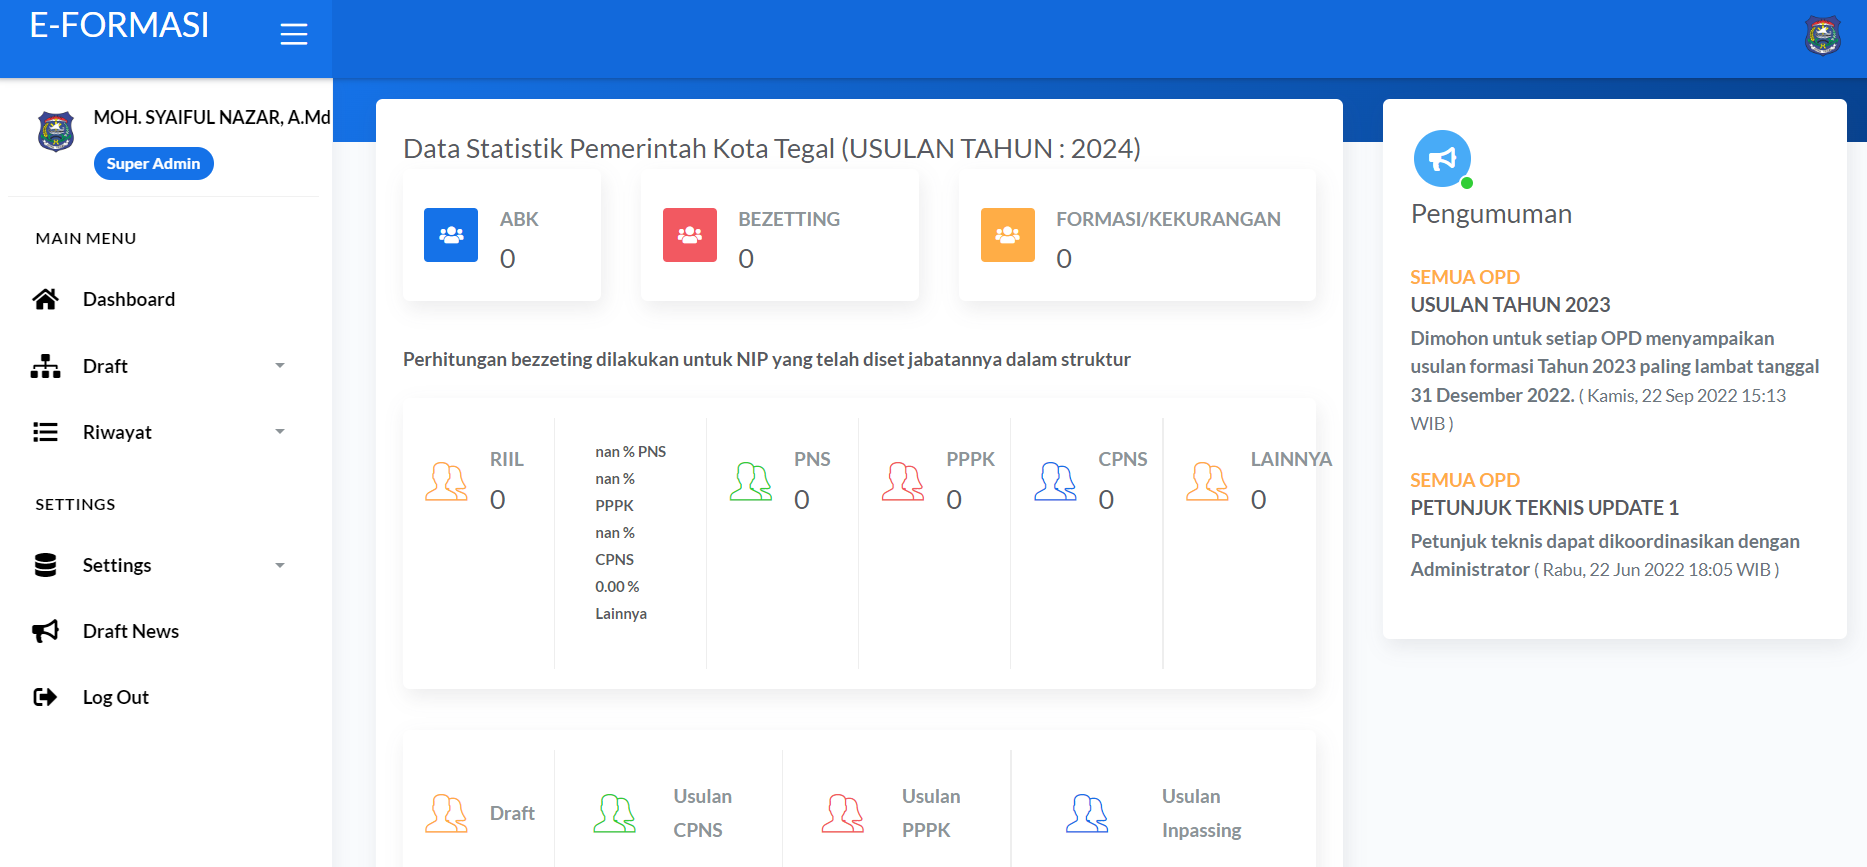 E-FORMASI
MOH. SYAIFUL NAZAR, A.Md
Super Admin
MAIN MENU
Dashboard
Draft
Riwayat
SETTINGS
Settings
Draft News
Log Out
Data Statistik Pemerintah Kota Tegal (USULAN TAHUN : 2024)
ABK
0
BEZETTING
0
FORMASI/KEKURANGAN
0
Perhitungan bezzeting dilakukan untuk NIP yang telah diset jabatannya dalam struktur
RIIL
0
nan % PNS
nan %
PPPK
nan %
CPNS
0.00 %
Lainnya
PNS
0
PPPK
0
CPNS
0
LAINNYA
0
Draft
Usulan
CPNS
Usulan
PPPK
Usulan
Inpassing
Pengumuman
SEMUA OPD
USULAN TAHUN 2023
Dimohon untuk setiap OPD menyampaikan
usulan formasi Tahun 2023 paling lambat tanggal
31 Desember 2022. ( Kamis, 22 Sep 2022 15:13
WIB )
SEMUA OPD
PETUNJUK TEKNIS UPDATE 1
Petunjuk teknis dapat dikoordinasikan dengan
Administrator ( Rabu, 22 Jun 2022 18:05 WIB )